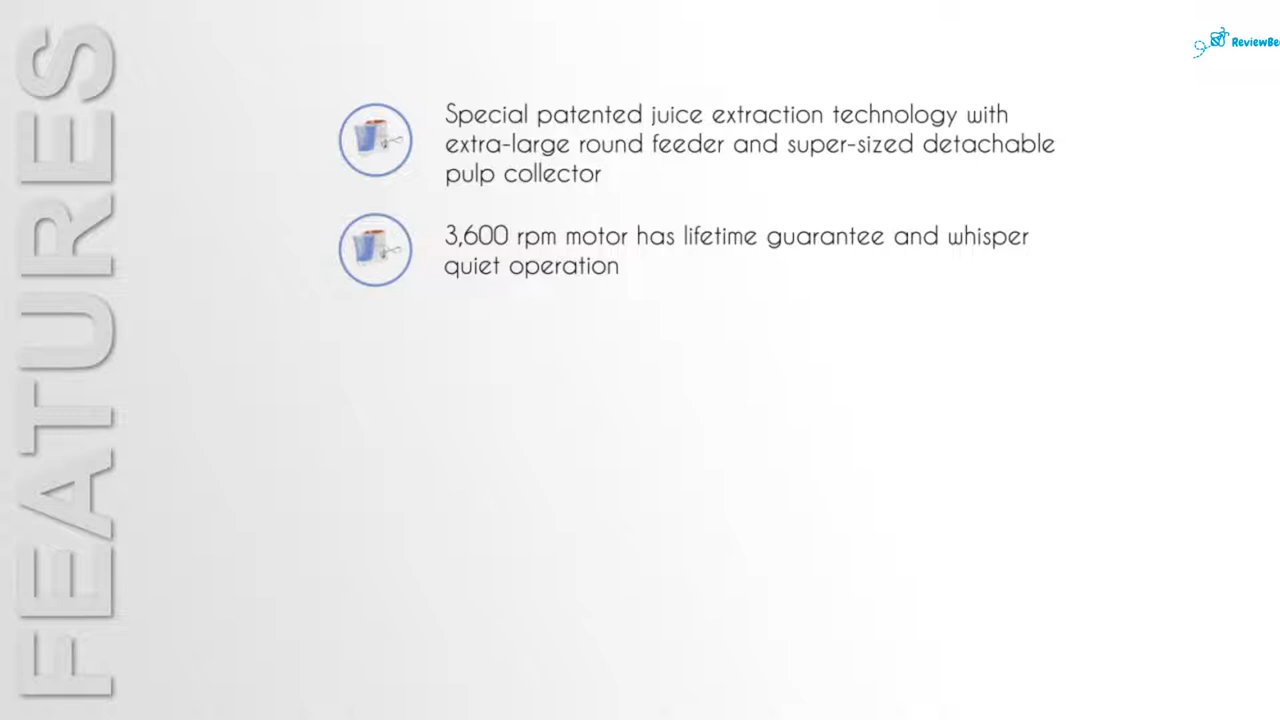 FEATURES
ReviewBe
Special patented juice extraction technology with
extra-large round feeder and super-sized detachable
pulp collector
3,600 rpm motor has lifetime guarantee and whisper
quiet operation